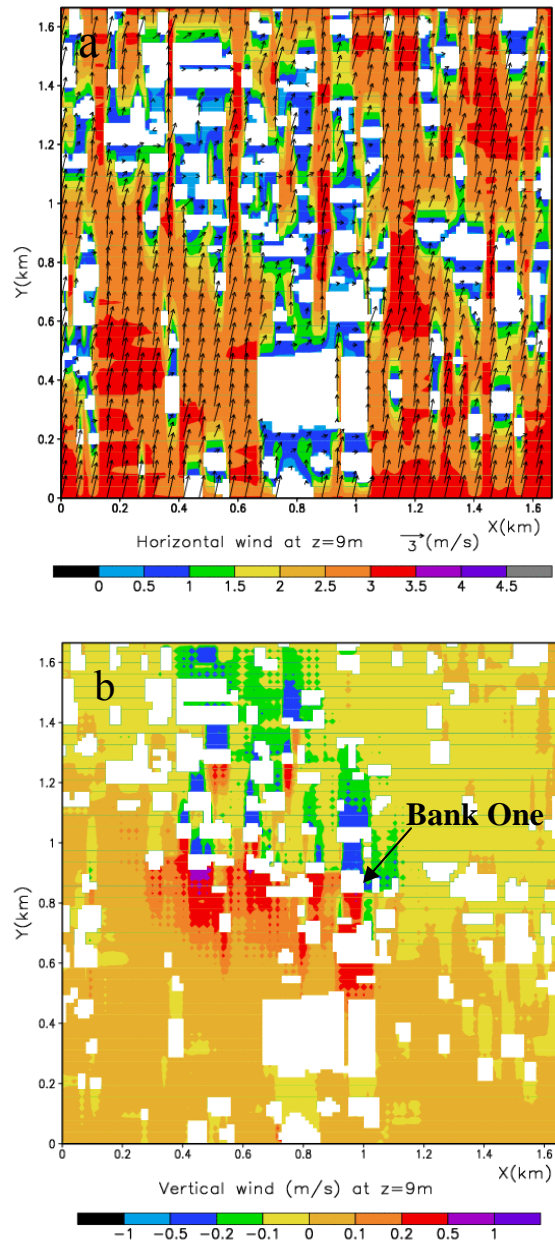 a
1.6
1.4
1.2
1
Y(km)
0.8
0.6
0.4
0.2
0
0 0.2 0.4 0.6 0.8 1 1.2 1.4 1.6
X(km)
Horizontal wind at z=9m 3 (m/s)
0 0.5 1 1.5 2 2.5 3 3.5 4 4.5
b
1.6
1.4
1.2
Bank One
1
Y(km)
0.8
0.6
0.4
0.2
0
0 0.2 0.4 0.6 0.8 1 1.2 1.4 1.6
X(km)
Vertical wind (m/s) at z=9m
-1 -0.5 -0.2 -0.1 0 0.1 0.2 0.5 1